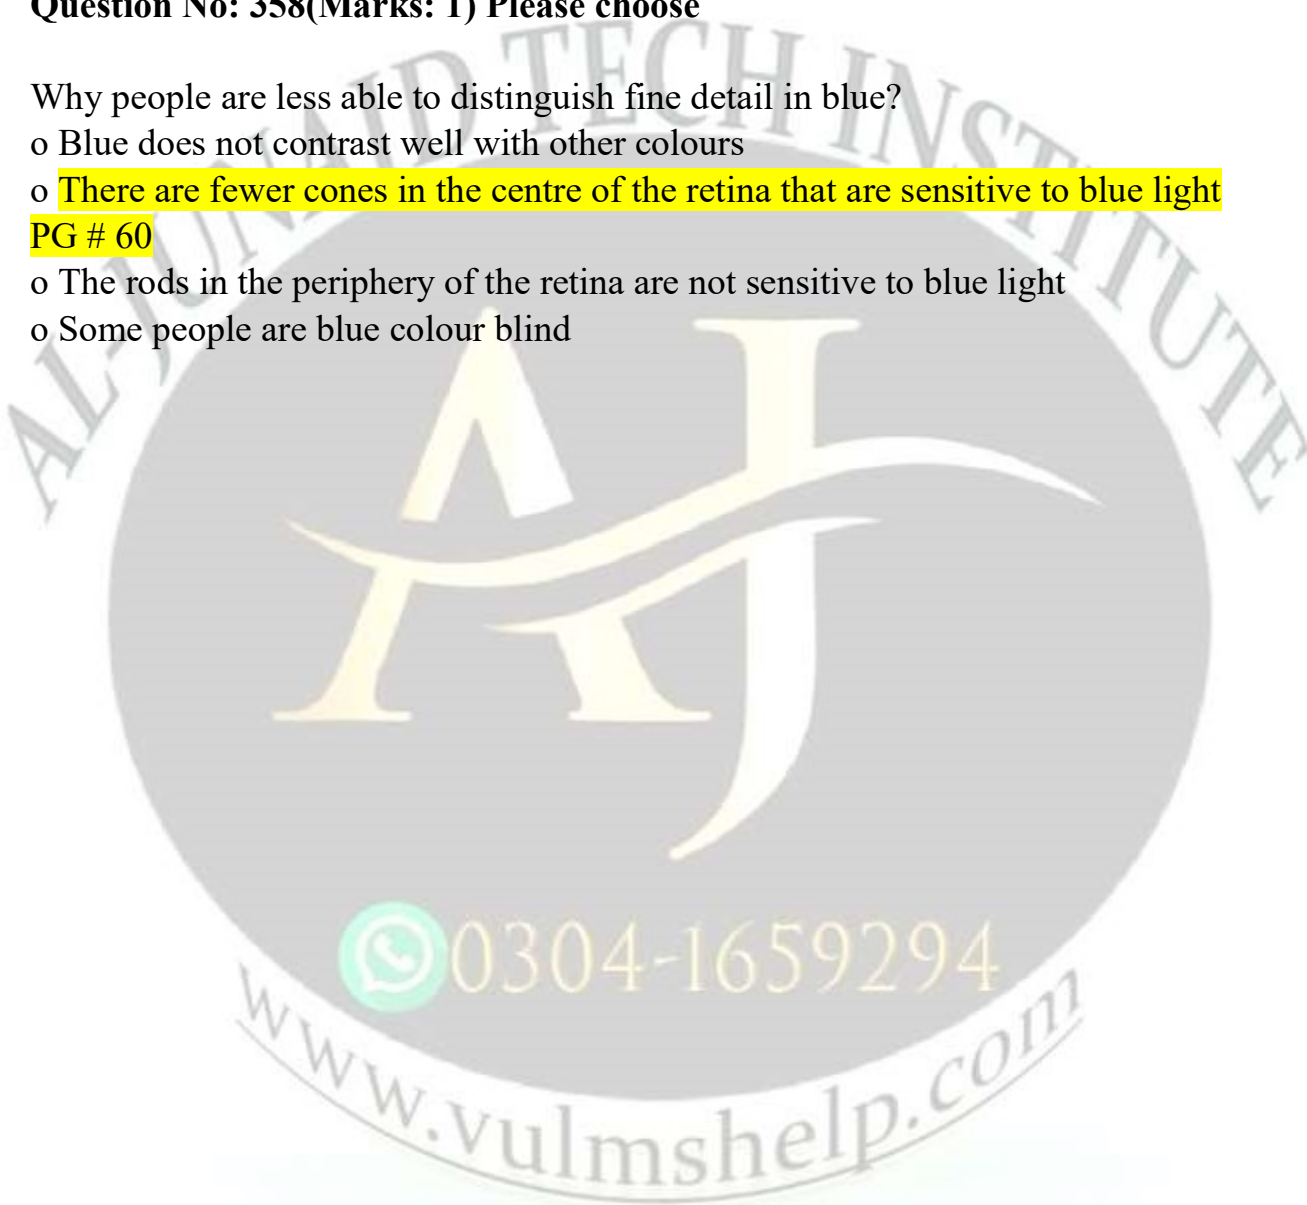 Question No: 358(Marks: 1) Please choose
Why people are less able to distinguish fine detail in blue?
o Blue does not contrast well with other colours
o There are fewer cones in the centre of the retina that are sensitive to blue light
PG # 60
o The rods in the periphery of the retina are not sensitive to blue light
o Some people are blue colour blind
AL-JUNAID TECH INSTITUTE
AJ
0304-1659294
www.vulmshelp.com